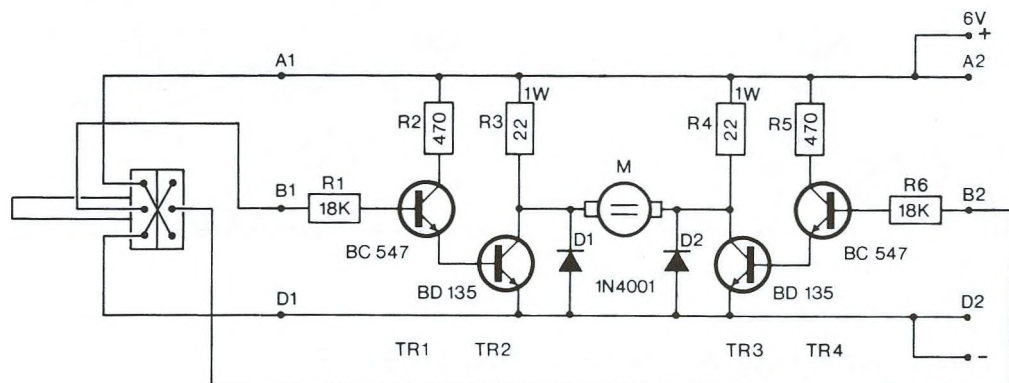 6V
+
A1
A2
1W
1W
R2
470
R3
22
R4
22
R5
470
M
B1
R1
18K
R6
18K
B2
BC 547
D1
D2
BC 547
BD 135
1N4001
BD 135
D1
D2
TR1
TR2
TR3
TR4
-